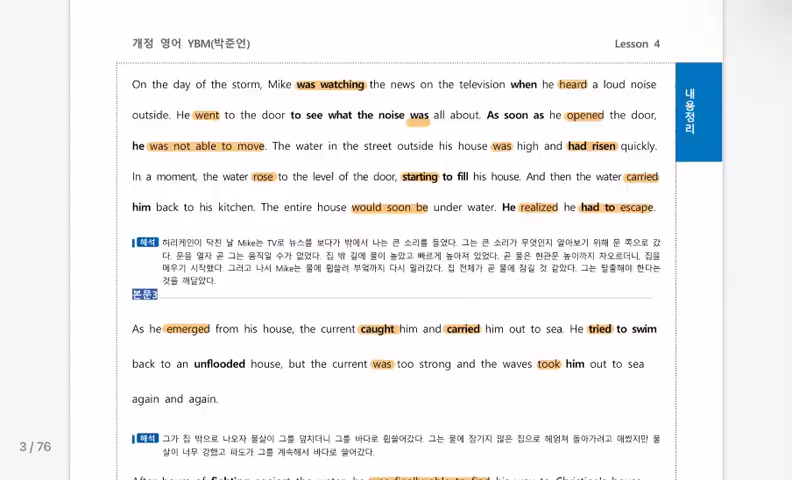 개정 영어 YBM(박준언)
Lesson 4
내용정리
On the day of the storm, Mike was watching the news on the television when he heard a loud noise
outside. He went to the door to see what the noise was all about. As soon as he opened the door,
he was not able to move. The water in the street outside his house was high and had risen quickly.
In a moment, the water rose to the level of the door, starting to fill his house. And then the water carried
him back to his kitchen. The entire house would soon be under water. He realized he had to escape.
해석 허리케인이 닥친 날 Mike는 TV로 뉴스를 보다가 밖에서 나는 큰 소리를 들었다. 그는 큰 소리가 무엇인지 알아보기 위해 문 쪽으로 갔
다. 문을 열자 곧 그는 움직일 수가 없었다. 집 밖 길에 물이 높았고 빠르게 높아져 있었다. 곧 물은 현관문 높이까지 차오르더니, 집을
메우기 시작했다. 그러고 나서 Mike는 물에 휩쓸려 부엌까지 다시 밀려갔다. 집 전체가 곧 물에 잠길 것 같았다. 그는 탈출해야 한다는
것을 깨달았다.
본문3
As he emerged from his house, the current caught him and carried him out to sea. He tried to swim
back to an unflooded house, but the current was too strong and the waves took him out to sea
again and again.
해석 그가 집 밖으로 나오자 물살이 그를 덮치더니 그를 바다로 휩쓸어갔다. 그는 물에 잠기지 않은 집으로 헤엄쳐 돌아가려고 애썼지만 물
살이 너무 강했고 파도가 그를 계속해서 바다로 쓸어갔다.
After hours of fighting against the water, he was finally able to find his way to Christina's house
3 / 76